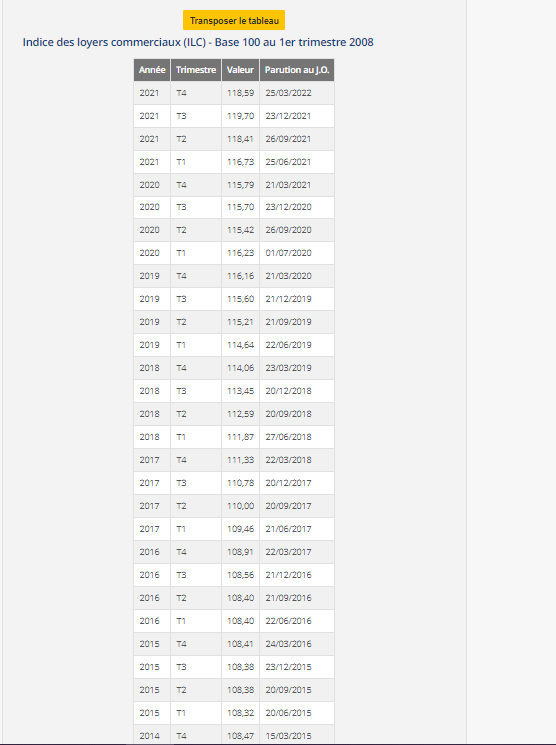 Transposer le tableau
Indice des loyers commerciaux (ILC) - Base 100 au 1er trimestre 2008
Année Trimestre Valeur Parution au J.O.
2021 T4 118,59 25/03/2022
2021 T3 119,70 23/12/2021
2021 T2 118,41 26/09/2021
2021 T1 116,73 25/06/2021
2020 T4 115,79 21/03/2021
2020 T3 115,70 23/12/2020
2020 T2 115,42 26/09/2020
2020 T1 116,23 01/07/2020
2019 T4 116,16 21/03/2020
2019 T3 115,60 21/12/2019
2019 T2 115,21 21/09/2019
2019 T1 114,64 22/06/2019
2018 T4 114,06 23/03/2019
2018 T3 113,45 20/12/2018
2018 T2 112,59 20/09/2018
2018 T1 111,87 27/06/2018
2017 T4 111,33 22/03/2018
2017 T3 110,78 20/12/2017
2017 T2 110,00 20/09/2017
2017 T1 109,46 21/06/2017
2016 T4 108,91 22/03/2017
2016 T3 108,56 21/12/2016
2016 T2 108,40 21/09/2016
2016 T1 108,40 22/06/2016
2015 T4 108,41 24/03/2016
2015 T3 108,38 23/12/2015
2015 T2 108,38 20/09/2015
2015 T1 108,32 20/06/2015
2014 T4 108,47 15/03/2015